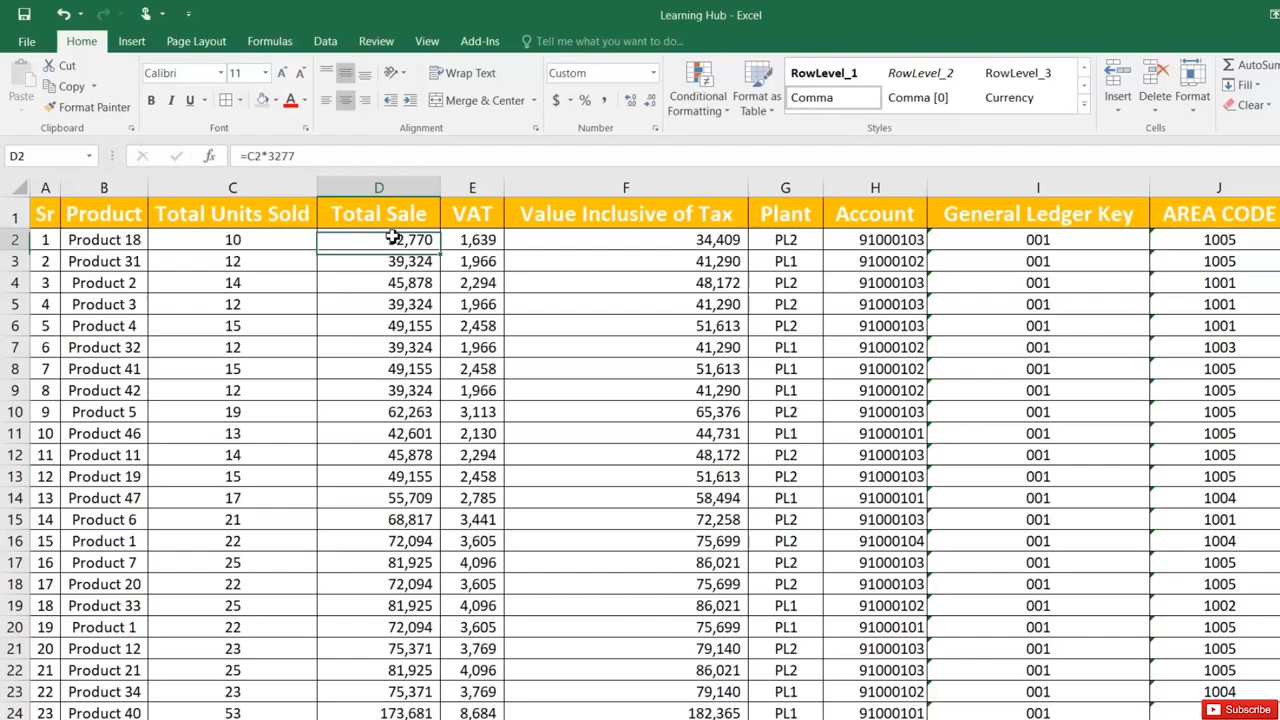 Learning Hub - Excel
File Home Insert Page Layout Formulas Data Review View Add-Ins Tell me what you want to do...
Paste
Cut
Copy
Format Painter
Clipboard
Calibri 11
B I U
Font
Wrap Text
Merge & Center
Alignment
Custom
$ % ,
Number
Conditional Formatting
Format as Table
RowLevel_1 RowLevel_2 RowLevel_3
Comma Comma [0] Currency
Styles
Insert Delete Format
Cells
AutoSum
Fill
Clear
D2 fx =C2*3277
A B C D E F G H I J
1 Sr Product Total Units Sold Total Sale VAT Value Inclusive of Tax Plant Account General Ledger Key AREA CODE
2 1 Product 18 10 2,770 1,639 34,409 PL2 91000103 001 1005
3 2 Product 31 12 39,324 1,966 41,290 PL1 91000102 001 1005
4 3 Product 2 14 45,878 2,294 48,172 PL2 91000103 001 1001
5 4 Product 3 12 39,324 1,966 41,290 PL2 91000103 001 1005
6 5 Product 4 15 49,155 2,458 51,613 PL2 91000103 001 1001
7 6 Product 32 12 39,324 1,966 41,290 PL1 91000102 001 1003
8 7 Product 41 15 49,155 2,458 51,613 PL2 91000103 001 1005
9 8 Product 42 12 39,324 1,966 41,290 PL1 91000102 001 1005
10 9 Product 5 19 62,263 3,113 65,376 PL2 91000103 001 1005
11 10 Product 46 13 42,601 2,130 44,731 PL1 91000101 001 1005
12 11 Product 11 14 45,878 2,294 48,172 PL2 91000103 001 1005
13 12 Product 19 15 49,155 2,458 51,613 PL2 91000103 001 1005
14 13 Product 47 17 55,709 2,785 58,494 PL1 91000101 001 1004
15 14 Product 6 21 68,817 3,441 72,258 PL2 91000103 001 1001
16 15 Product 1 22 72,094 3,605 75,699 PL2 91000104 001 1004
17 16 Product 7 25 81,925 4,096 86,021 PL2 91000103 001 1005
18 17 Product 20 22 72,094 3,605 75,699 PL2 91000103 001 1005
19 18 Product 33 25 81,925 4,096 86,021 PL1 91000102 001 1002
20 19 Product 1 22 72,094 3,605 75,699 PL1 91000101 001 1005
21 20 Product 12 23 75,371 3,769 79,140 PL2 91000103 001 1005
22 21 Product 21 25 81,925 4,096 86,021 PL2 91000103 001 1005
23 22 Product 34 23 75,371 3,769 79,140 PL1 91000102 001 1004
24 23 Product 40 53 173,681 8,684 182,365 PL1 91000103 001
Subscribe